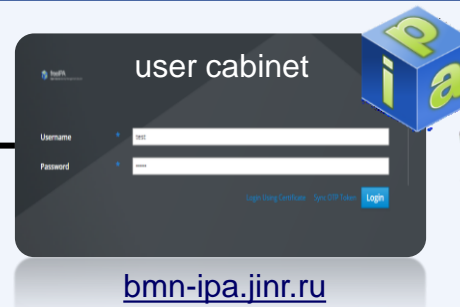 user cabinet
freeIPA
i p a
Username * test
Password *
Login Using Certificate Sync OTP Token Login
bmn-ipa.jinr.ru